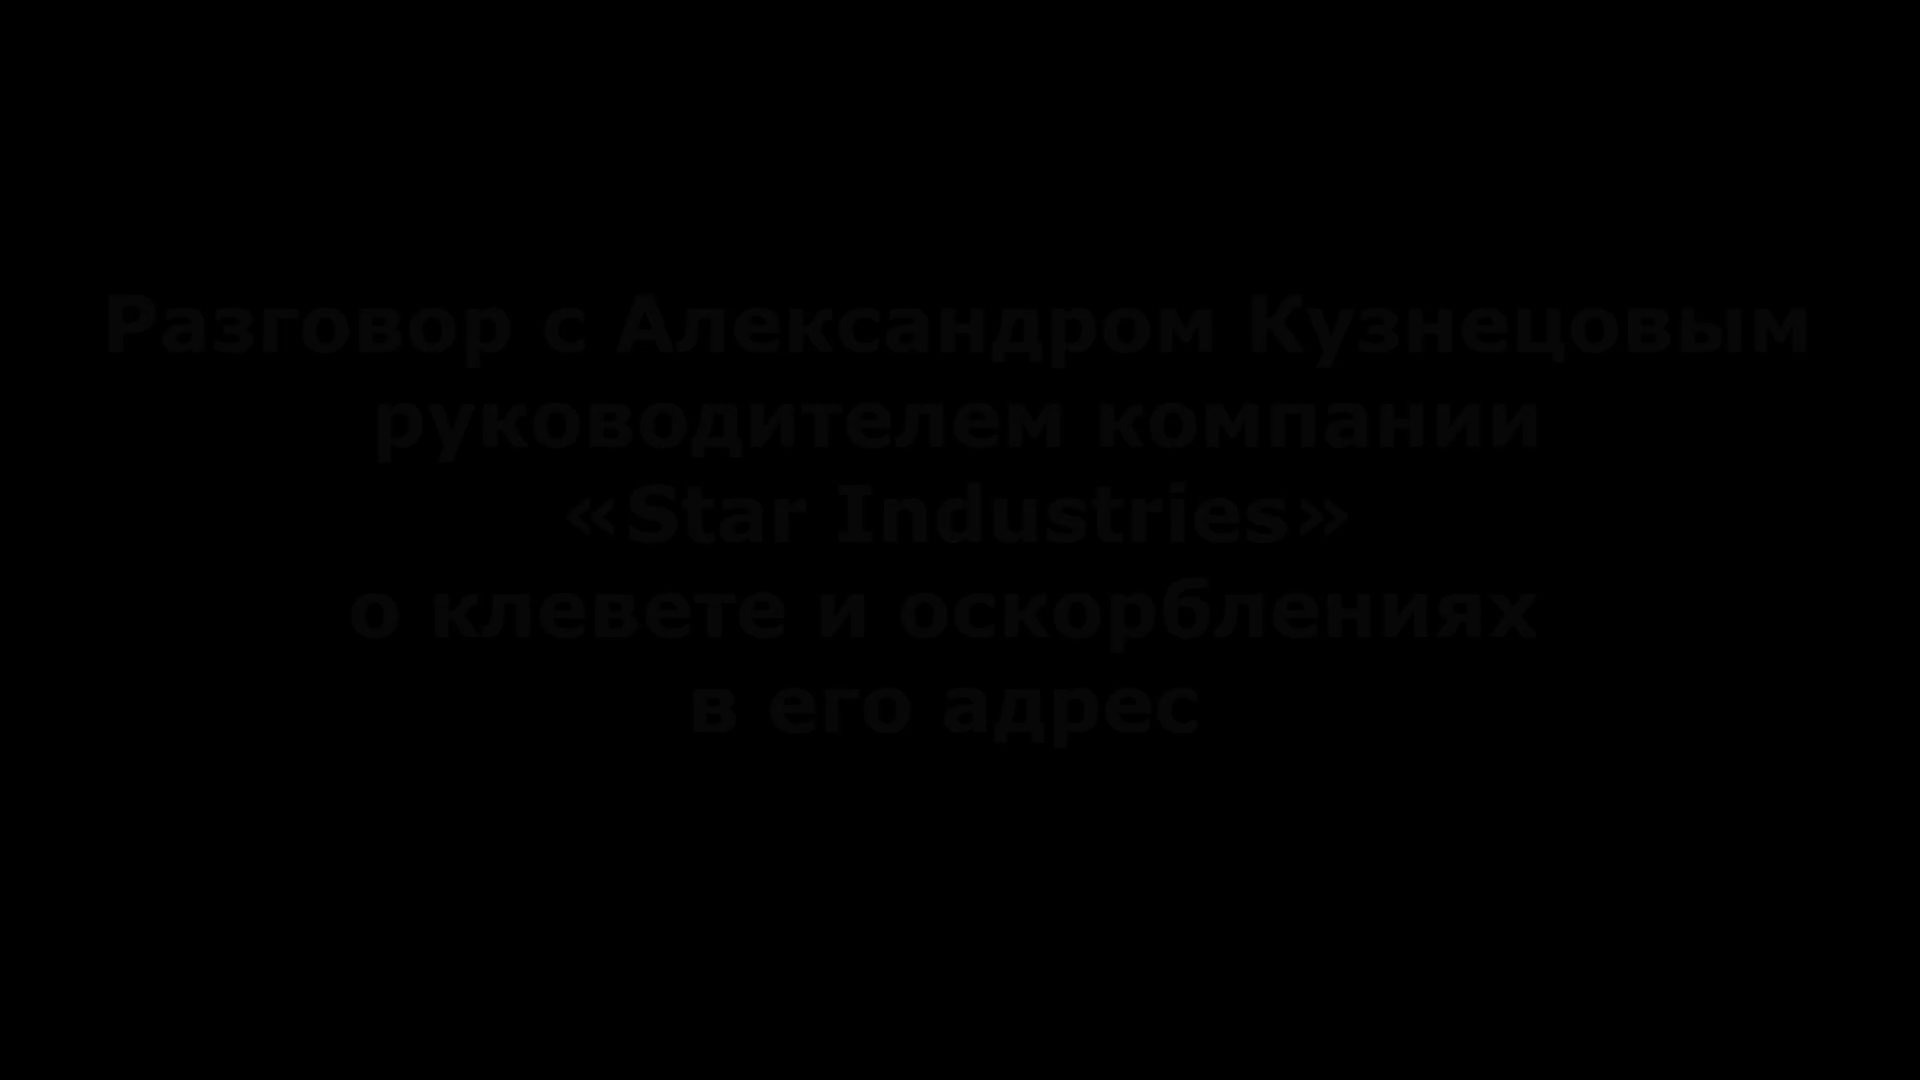 Разговор с Александром Кузнецовым
руководителем компании
«Star Industries»
о клевете и оскорблениях
в его адрес